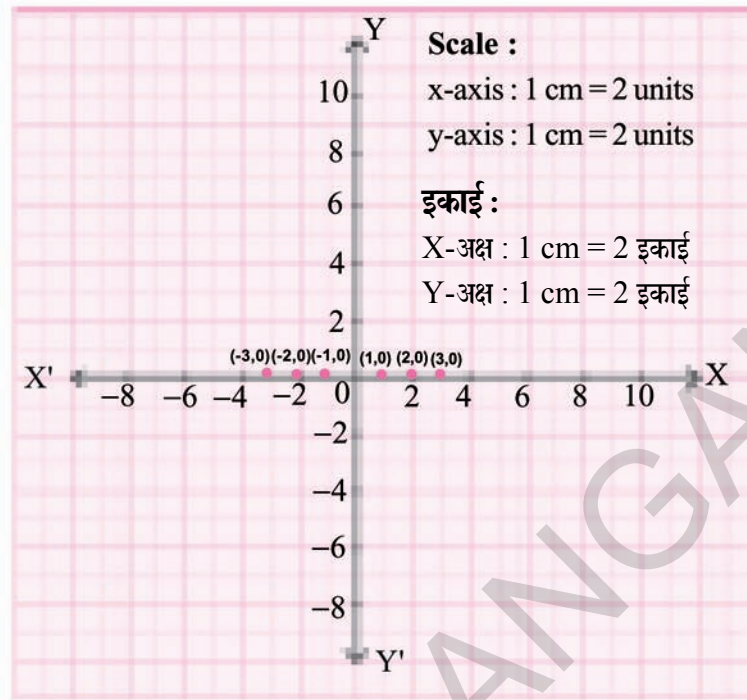 Y
Scale :
x-axis : 1 cm = 2 units
y-axis : 1 cm = 2 units
इकाई :
X-अक्ष : 1 cm = 2 इकाई
Y-अक्ष : 1 cm = 2 इकाई
10
8
6
4
2
(-3,0) (-2,0) (-1,0) (1,0) (2,0) (3,0)
X' X
−8 −6 −4 −2 0 2 4 6 8 10
−2
−4
−6
−8
Y'